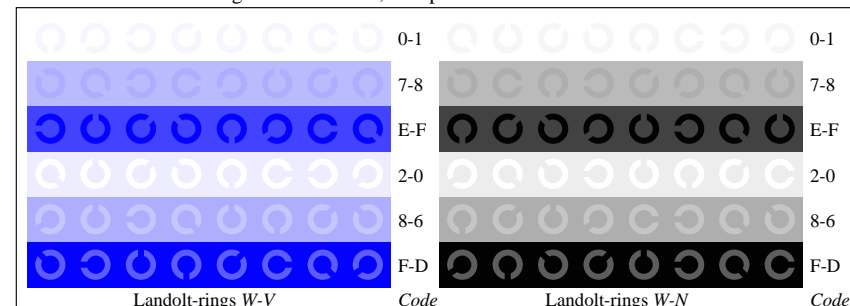 0-1 0-1
7-8 7-8
E-F E-F
2-0 2-0
8-6 8-6
F-D F-D
Landolt-rings W-V Code Landolt-rings W-N Code